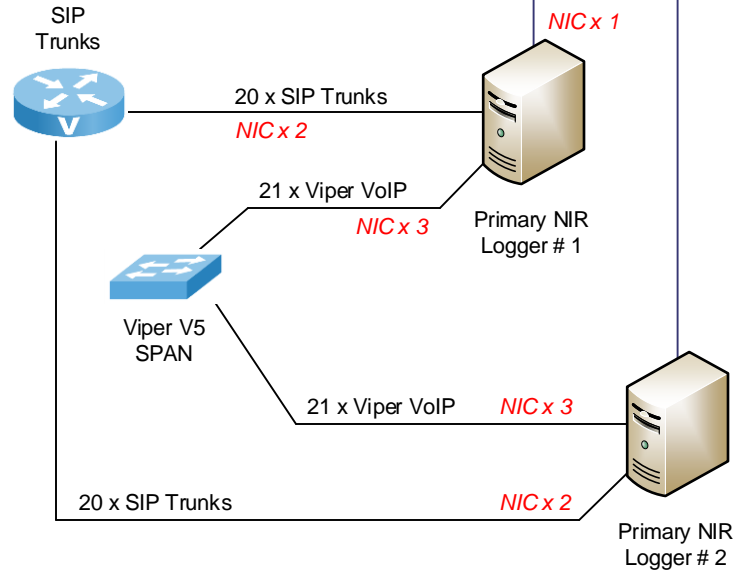 SIP
Trunks
NIC x 1
20 x SIP Trunks
NIC x 2
V
21 x Viper VoIP
NIC x 3
Primary NIR
Logger # 1
Viper V5
SPAN
21 x Viper VoIP NIC x 3
20 x SIP Trunks NIC x 2
Primary NIR
Logger # 2